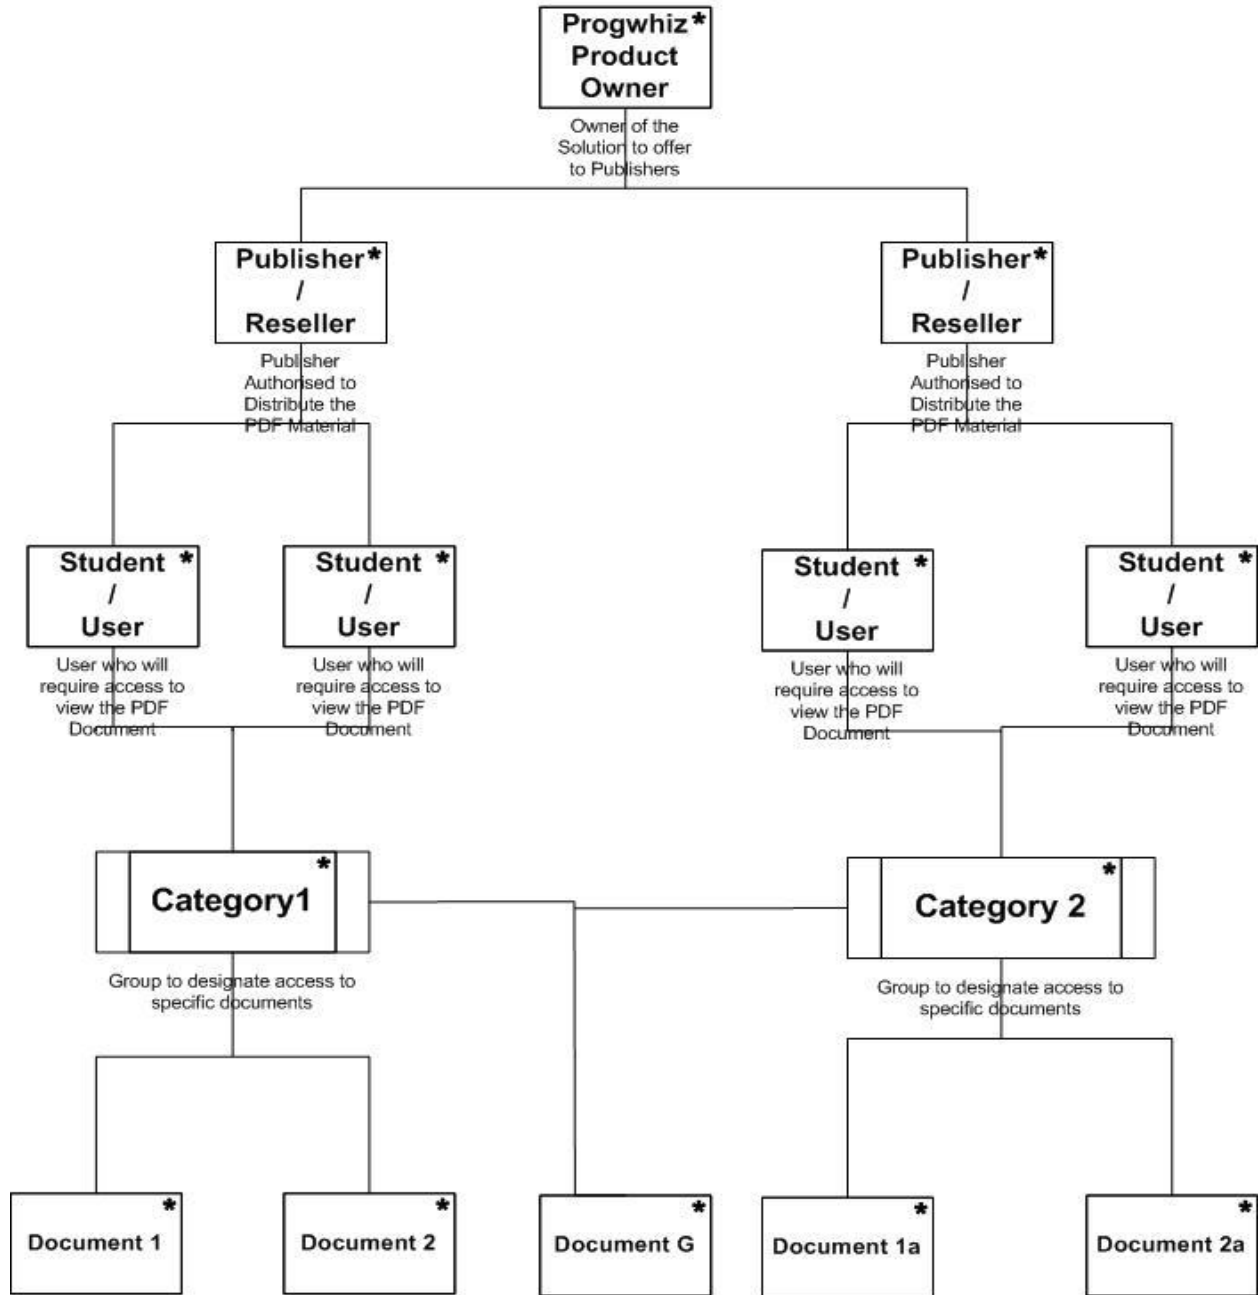 Progwhiz*
Product
Owner
Owner of the
Solution to offer
to Publishers
Publisher*
/
Reseller
Publisher
Authorised to
Distribute the
PDF Material
Publisher*
/
Reseller
Publisher
Authorised to
Distribute the
PDF Material
Student*
/
User
User who will
require access to
view the PDF
Document
Student*
/
User
User who will
require access to
view the PDF
Document
Student*
/
User
User who will
require access to
view the PDF
Document
Student*
/
User
User who will
require access to
view the PDF
Document
*
Category1
Group to designate access to
specific documents
*
Category 2
Group to designate access to
specific documents
*
Document 1
*
Document 2
*
Document G
*
Document 1a
*
Document 2a